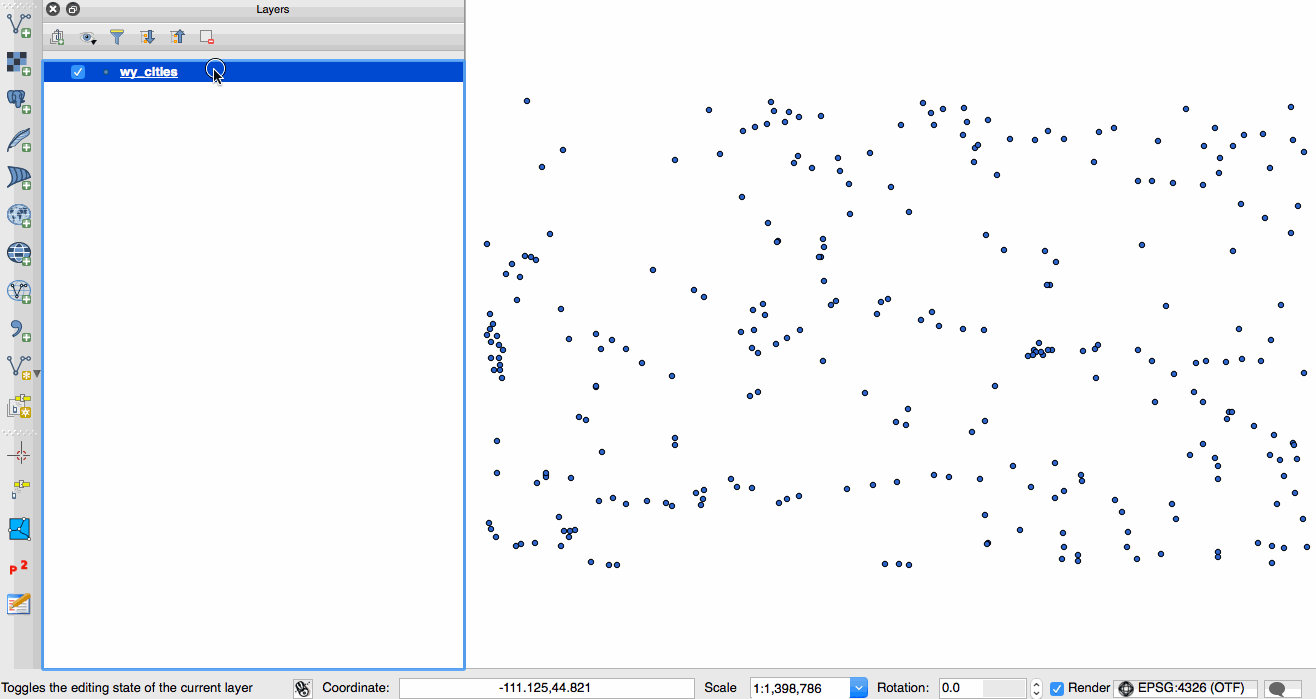 Layers
wy_cities
P 2
Toggles the editing state of the current layer Coordinate: -111.125,44.821 Scale 1:1,398,786 Rotation: 0.0 Render EPSG:4326 (OTF)